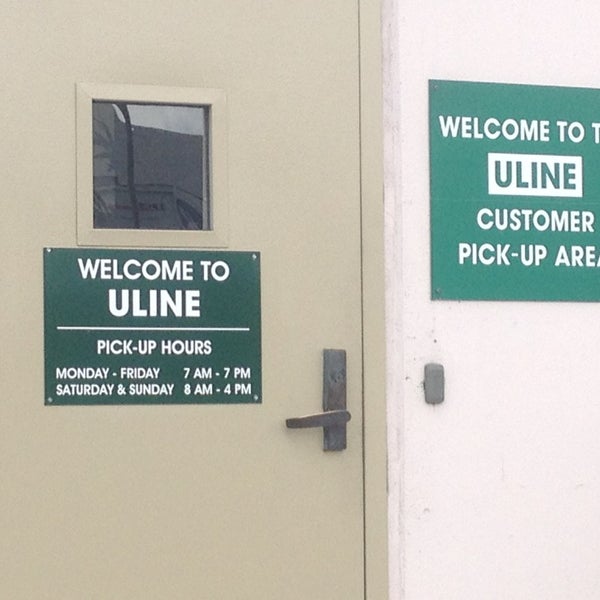 WELCOME TO
ULINE
PICK-UP HOURS
MONDAY - FRIDAY 7 AM - 7 PM
SATURDAY & SUNDAY 8 AM - 4 PM
WELCOME TO
ULINE
CUSTOMER
PICK-UP AREA